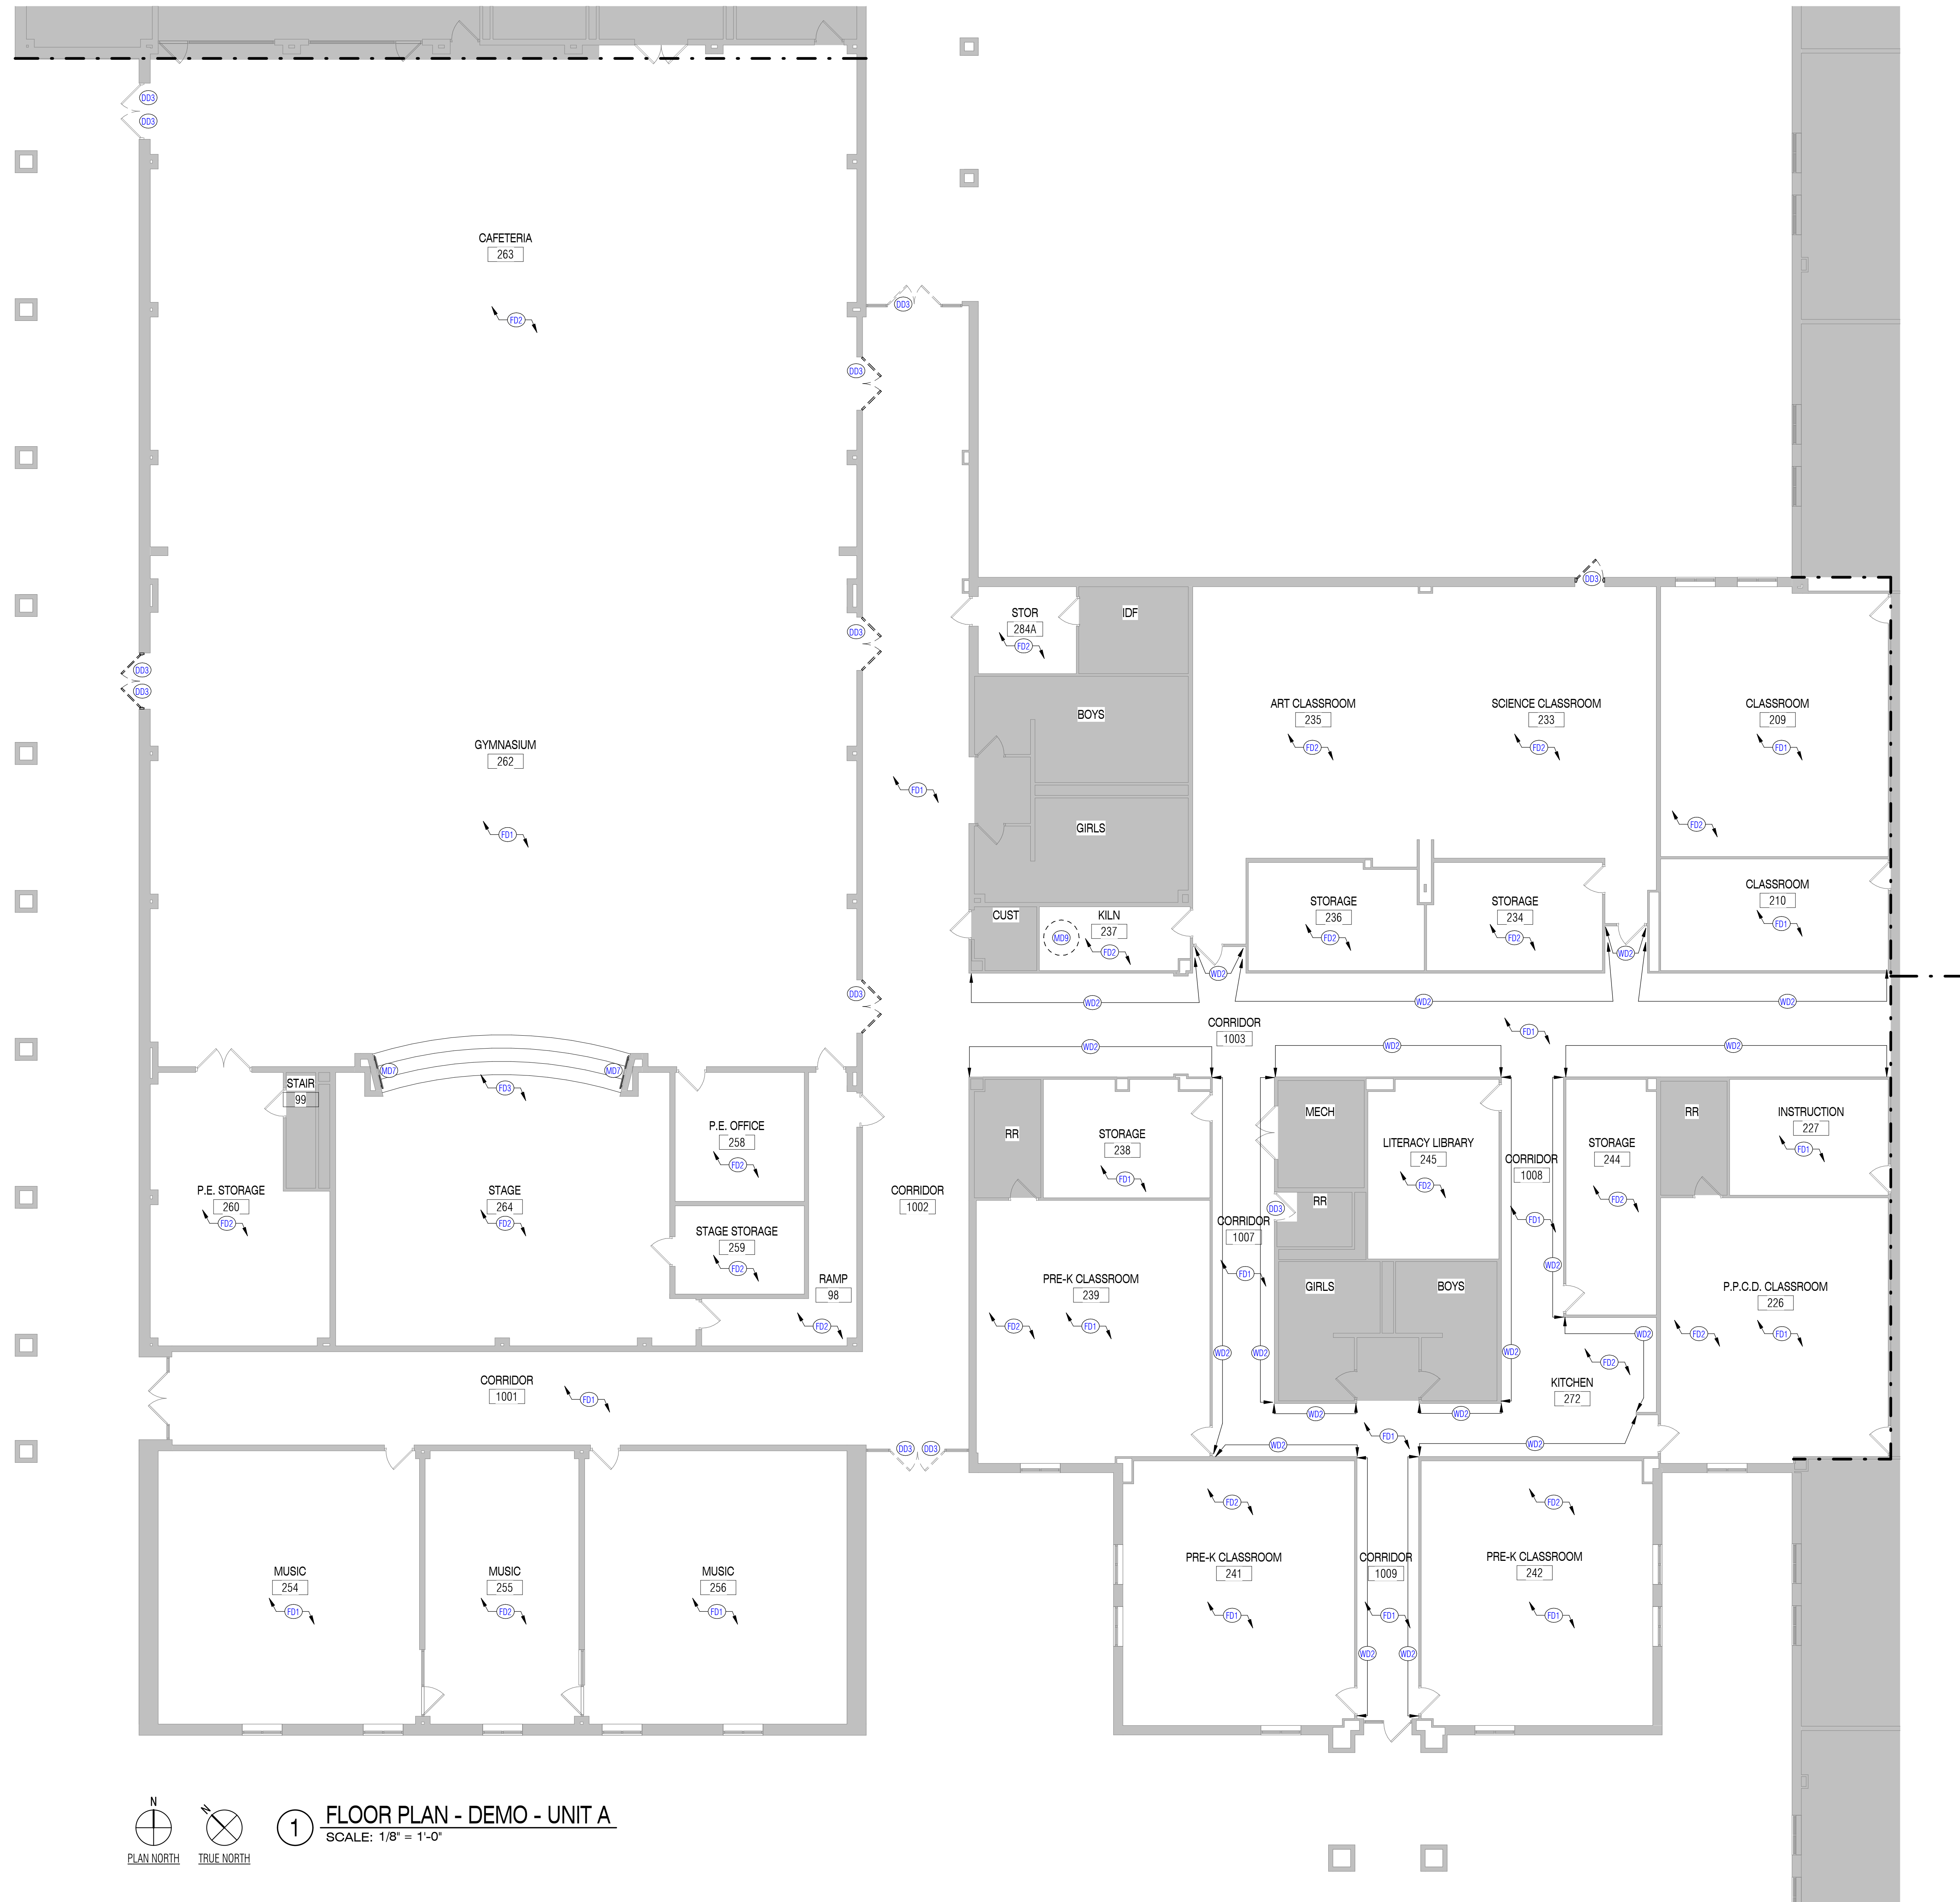 DD3
DD3
CAFETERIA
263
FD2
DD3
DD3
DD3
DD3
DD3
GYMNASIUM
262
FD1
FD1
DD3
STOR
284A
FD2
IDF
BOYS
GIRLS
CUST
KILN
237
MD9
FD2
DD3
ART CLASSROOM
235
FD2
SCIENCE CLASSROOM
233
FD2
CLASSROOM
209
FD1
FD2
CLASSROOM
210
FD1
STORAGE
236
FD2
STORAGE
234
FD2
WD2
WD2
WD2
WD2
WD2
CORRIDOR
1003
FD1
WD2
WD2
WD2
DD3
MD7
MD7
FD3
STAIR
99
P.E. STORAGE
260
FD2
STAGE
264
FD2
P.E. OFFICE
258
FD2
STAGE STORAGE
259
FD2
RAMP
98
FD2
CORRIDOR
1002
RR
STORAGE
238
FD1
MECH
LITERACY LIBRARY
245
FD2
RR
DD3
CORRIDOR
1007
FD1
CORRIDOR
1008
FD1
STORAGE
244
FD2
RR
INSTRUCTION
227
FD1
PRE-K CLASSROOM
239
FD2
FD1
WD2
WD2
GIRLS
BOYS
WD2
WD2
WD2
FD2
KITCHEN
272
P.P.C.D. CLASSROOM
226
FD2
FD1
WD2
WD2
FD1
WD2
WD2
CORRIDOR
1001
FD1
DD3
DD3
MUSIC
254
FD1
MUSIC
255
FD2
MUSIC
256
FD1
FD2
PRE-K CLASSROOM
241
FD1
CORRIDOR
1009
FD1
WD2
WD2
FD2
PRE-K CLASSROOM
242
FD1
N
PLAN NORTH
N
TRUE NORTH
1
FLOOR PLAN - DEMO - UNIT A
SCALE: 1/8" = 1'-0"